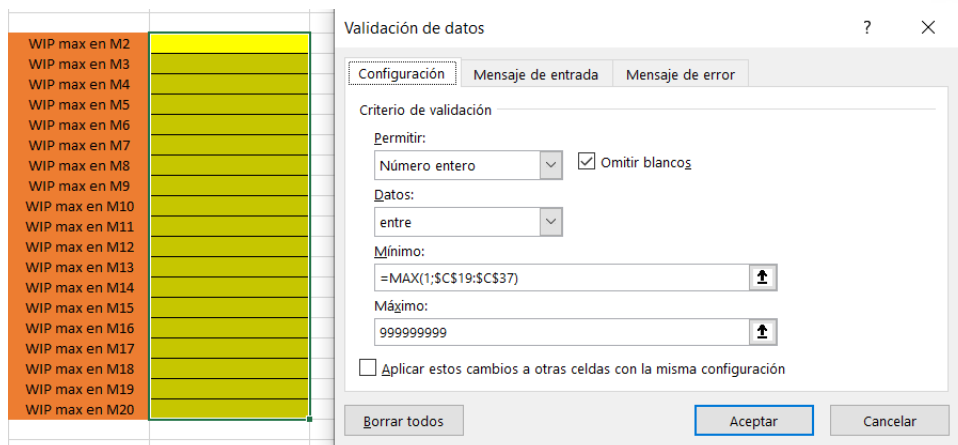 WIP max en M2
WIP max en M3
WIP max en M4
WIP max en M5
WIP max en M6
WIP max en M7
WIP max en M8
WIP max en M9
WIP max en M10
WIP max en M11
WIP max en M12
WIP max en M13
WIP max en M14
WIP max en M15
WIP max en M16
WIP max en M17
WIP max en M18
WIP max en M19
WIP max en M20
Validación de datos ?
Configuración Mensaje de entrada Mensaje de error
Criterio de validación
Permitir:
Número entero Omitir blancos
Datos:
entre
Mínimo:
=MAX(1;$C$19:$C$37)
Máximo:
999999999
Aplicar estos cambios a otras celdas con la misma configuración
Borrar todos Aceptar Cancelar